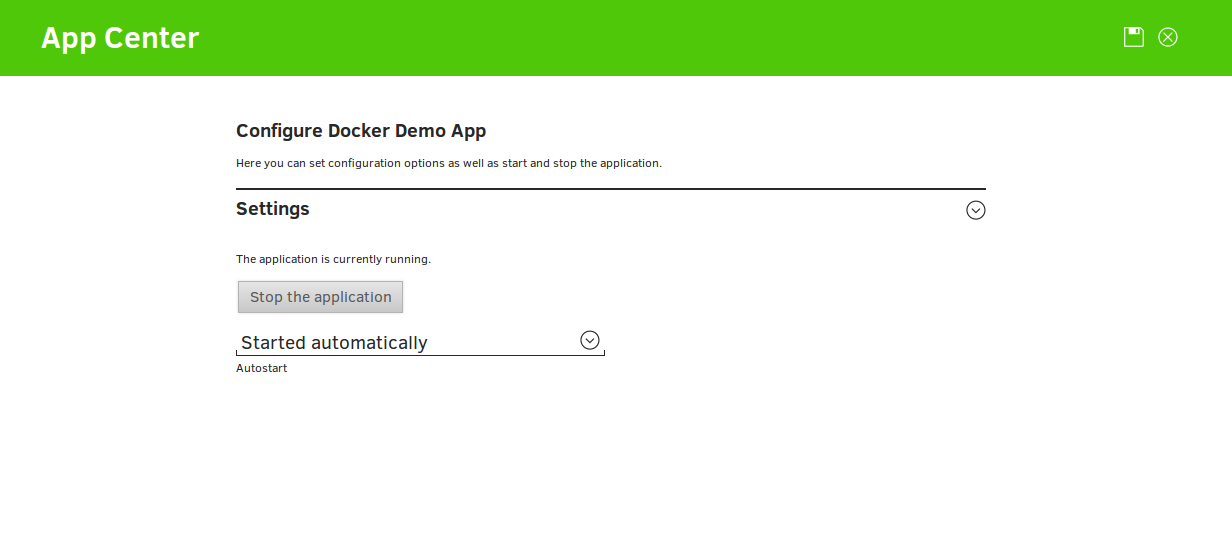 App Center
Configure Docker Demo App
Here you can set configuration options as well as start and stop the application.
Settings
The application is currently running.
Stop the application
Started automatically
Autostart